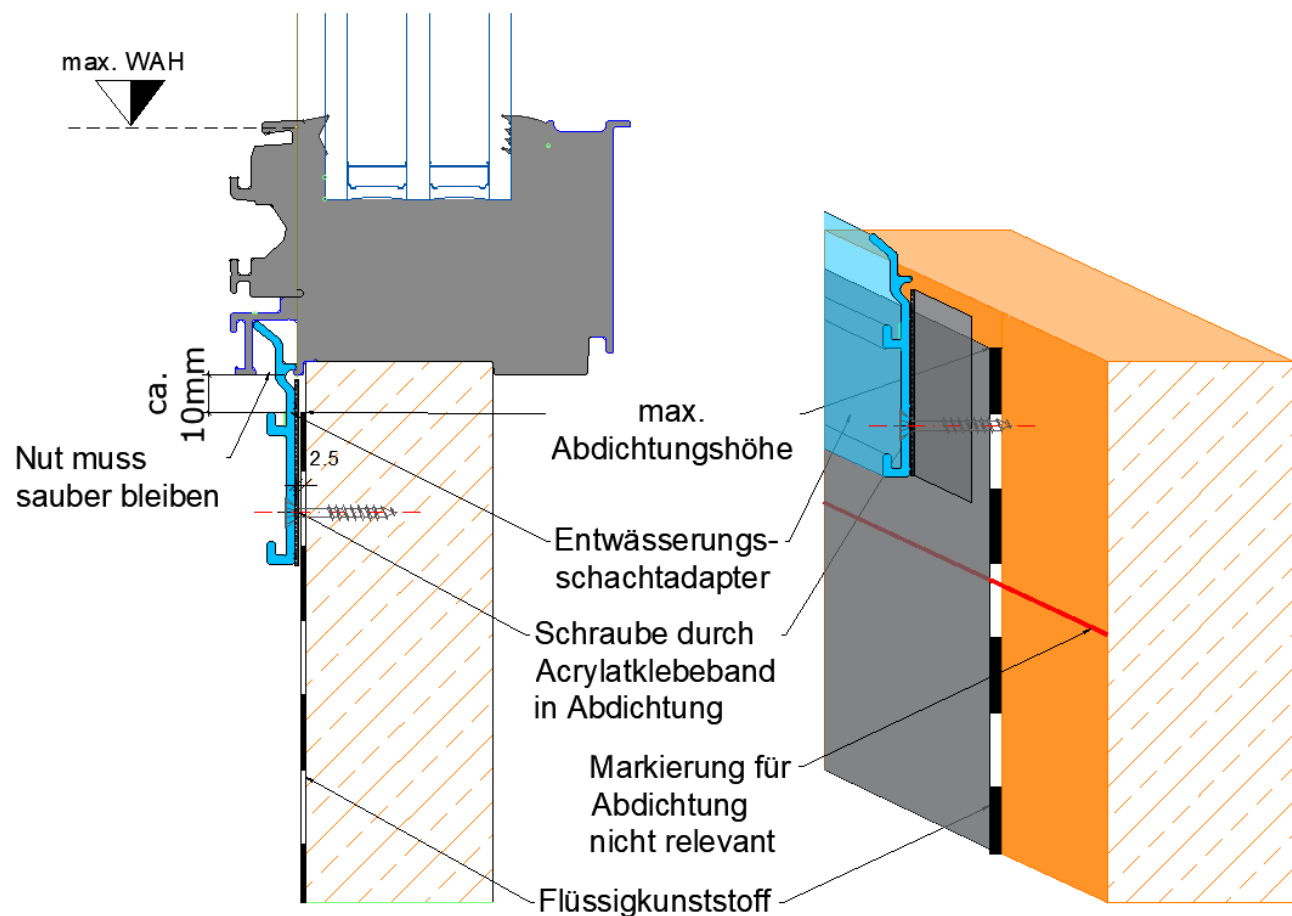 max. WAH
ca.
10mm
Nut muss
sauber bleiben
2.5
max.
Abdichtungshöhe
Entwässerungs-
schachtadapter
Schraube durch
Acrylatklebeband
in Abdichtung
Markierung für
Abdichtung
nicht relevant
Flüssigkunststoff